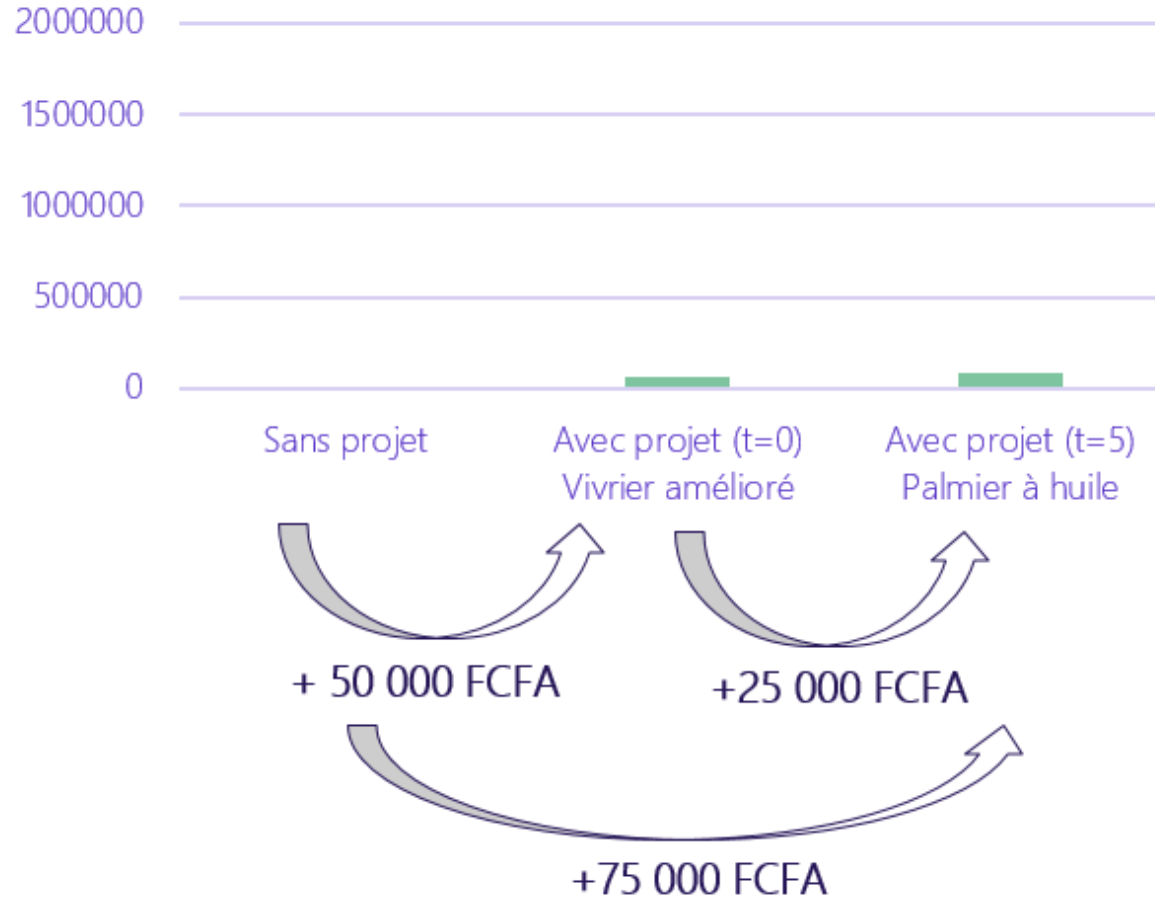 2000000
1500000
1000000
500000
0
Sans projet
Avec projet (t=0)
Vivrier amélioré
Avec projet (t=5)
Palmier à huile
+ 50 000 FCFA
+25 000 FCFA
+75 000 FCFA